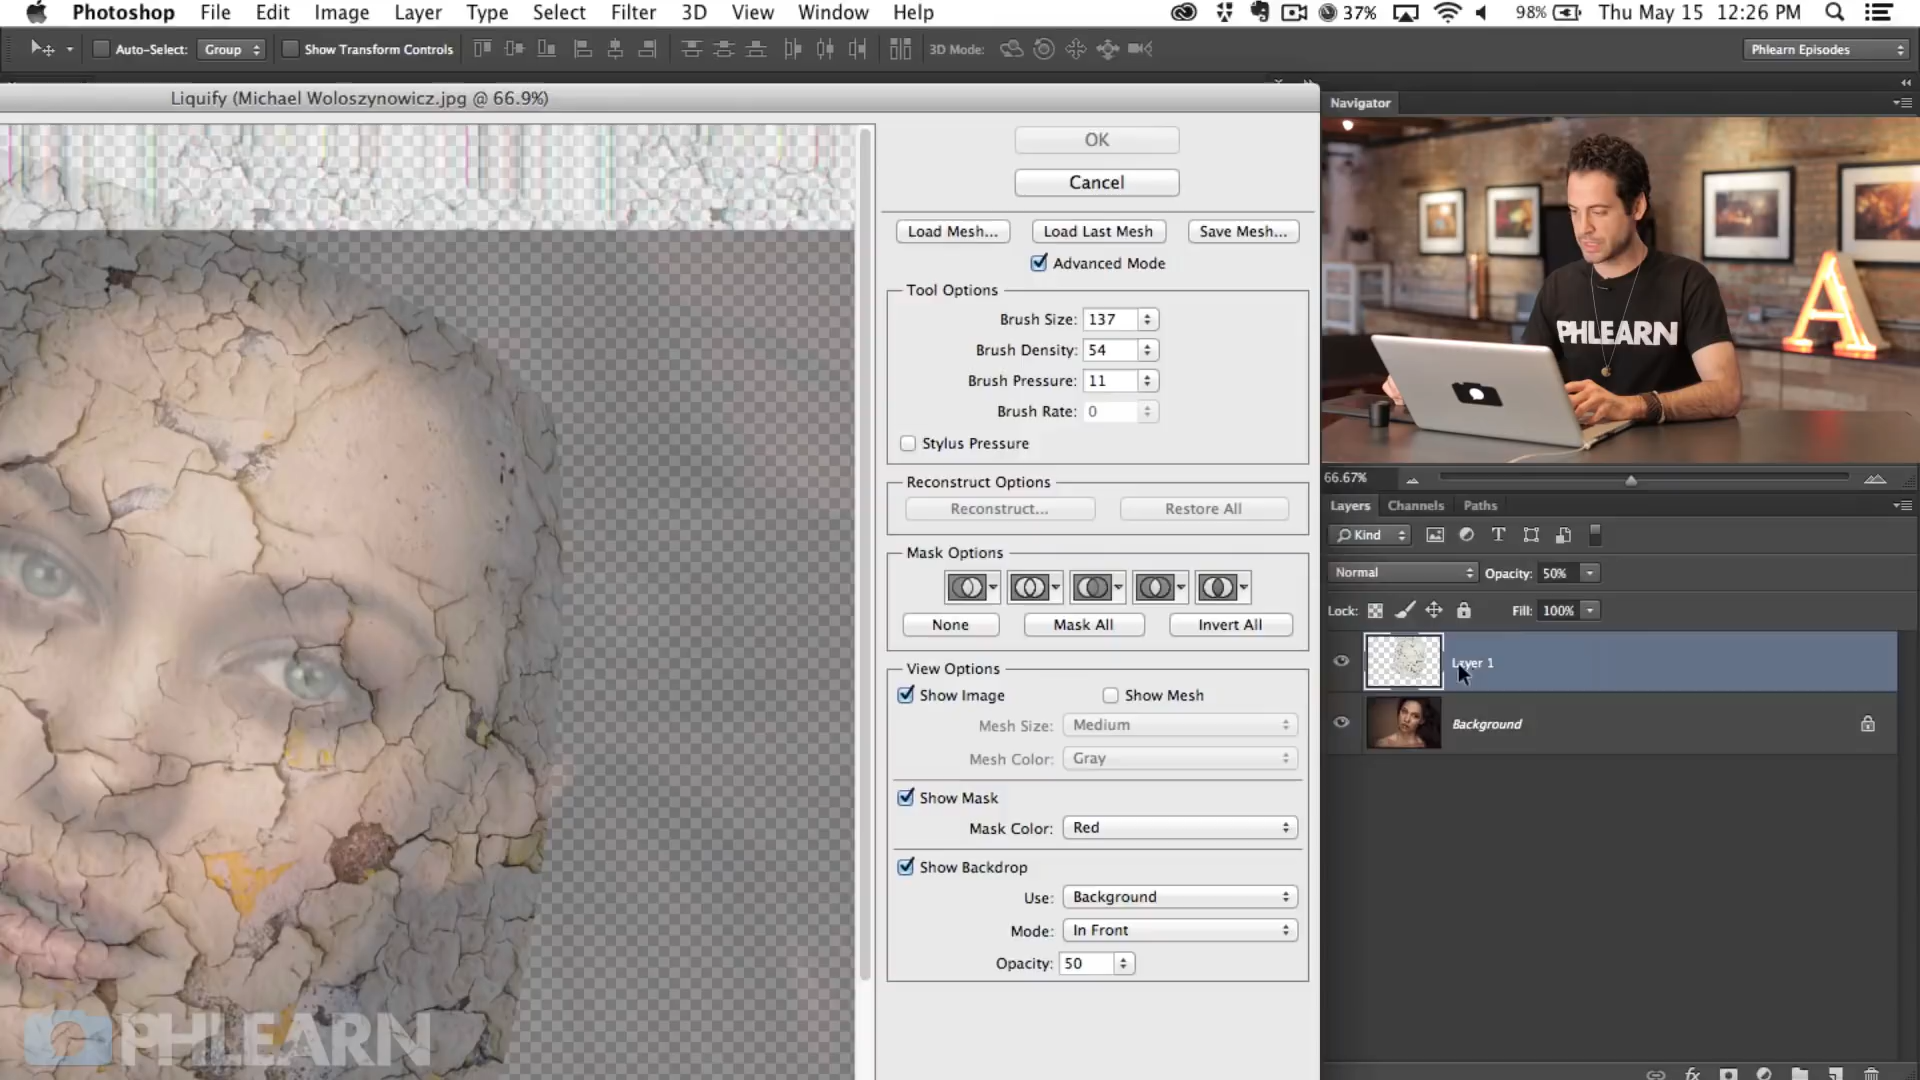 Photoshop File Edit Image Layer Type Select Filter 3D View Window Help 37% 98% Thu May 15 12:26 PM
Auto-Select: Group Show Transform Controls 3D Mode: Phlearn Episodes
Liquify (Michael Woloszynowicz.jpg @ 66.9%)
Navigator
OK
Cancel
Load Mesh... Load Last Mesh Save Mesh...
Advanced Mode
Tool Options
Brush Size: 137
Brush Density: 54
Brush Pressure: 11
Brush Rate: 0
Stylus Pressure
Reconstruct Options
Reconstruct... Restore All
Mask Options
None Mask All Invert All
View Options
Show Image Show Mesh
Mesh Size: Medium
Mesh Color: Gray
Show Mask
Mask Color: Red
Show Backdrop
Use: Background
Mode: In Front
Opacity: 50
A
PHLEARN
66.67%
Layers Channels Paths
Kind
Normal Opacity: 50%
Lock: Fill: 100%
Layer 1
Background
fx
PHLEARN